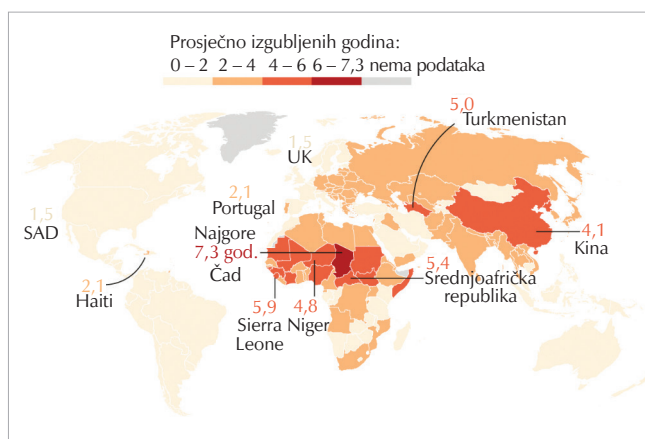 Prosječno izgubljenih godina:
0 – 2 2 – 4 4 – 6 6 – 7,3 nema podataka
5,0
Turkmenistan
1,5
UK
2,1
Portugal
1,5
SAD
Najgore
7,3 god.
Čad
4,1
Kina
2,1
Haiti
5,4
Srednjoafrička
republika
5,9
Sierra
Leone
4,8
Niger